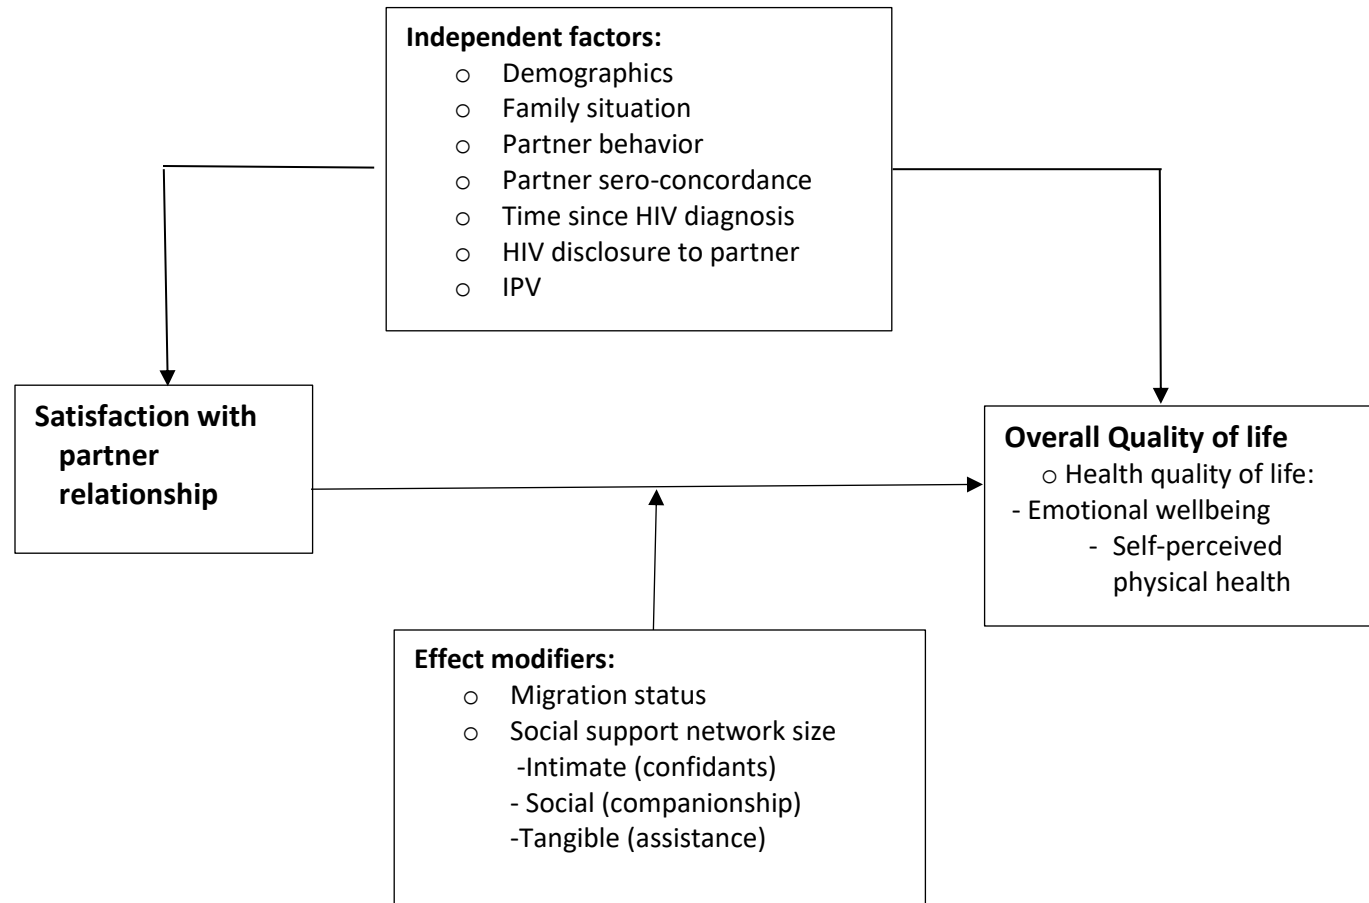 Independent factors:
o Demographics
o Family situation
o Partner behavior
o Partner sero-concordance
o Time since HIV diagnosis
o HIV disclosure to partner
o IPV
Satisfaction with
partner
relationship
Overall Quality of life
o Health quality of life:
- Emotional wellbeing
- Self-perceived
physical health
Effect modifiers:
o Migration status
o Social support network size
-Intimate (confidants)
- Social (companionship)
-Tangible (assistance)